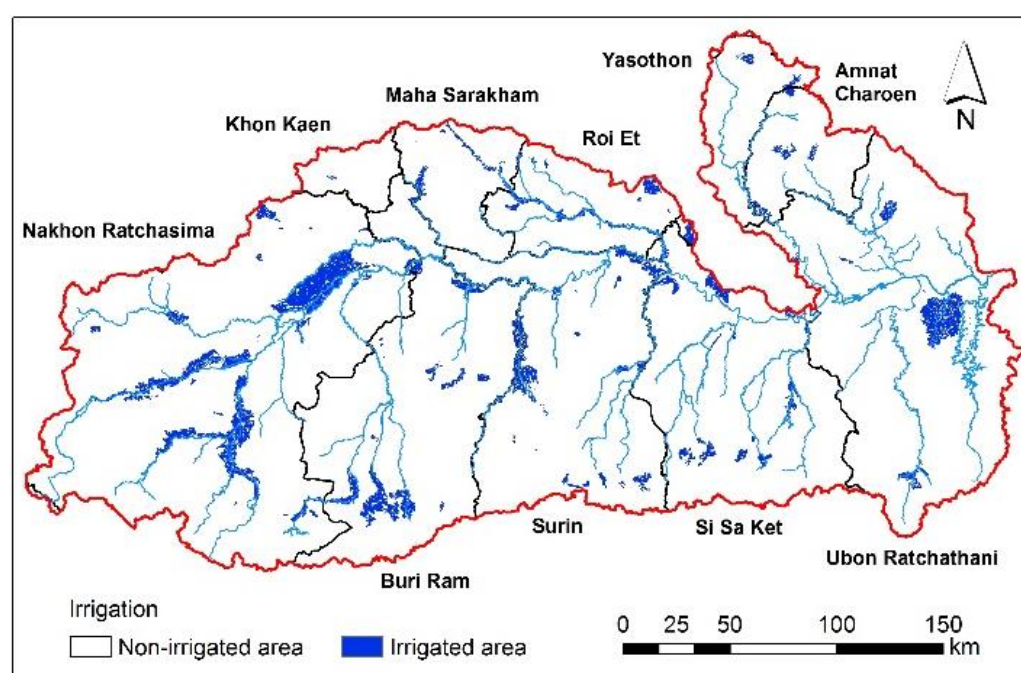 Yasothon
Amnat
Charoen
Maha Sarakham
Khon Kaen
Roi Et
N
Nakhon Ratchasima
Surin
Si Sa Ket
Ubon Ratchathani
Buri Ram
Irrigation
Non-irrigated area
Irrigated area
0 25 50 100 150
km